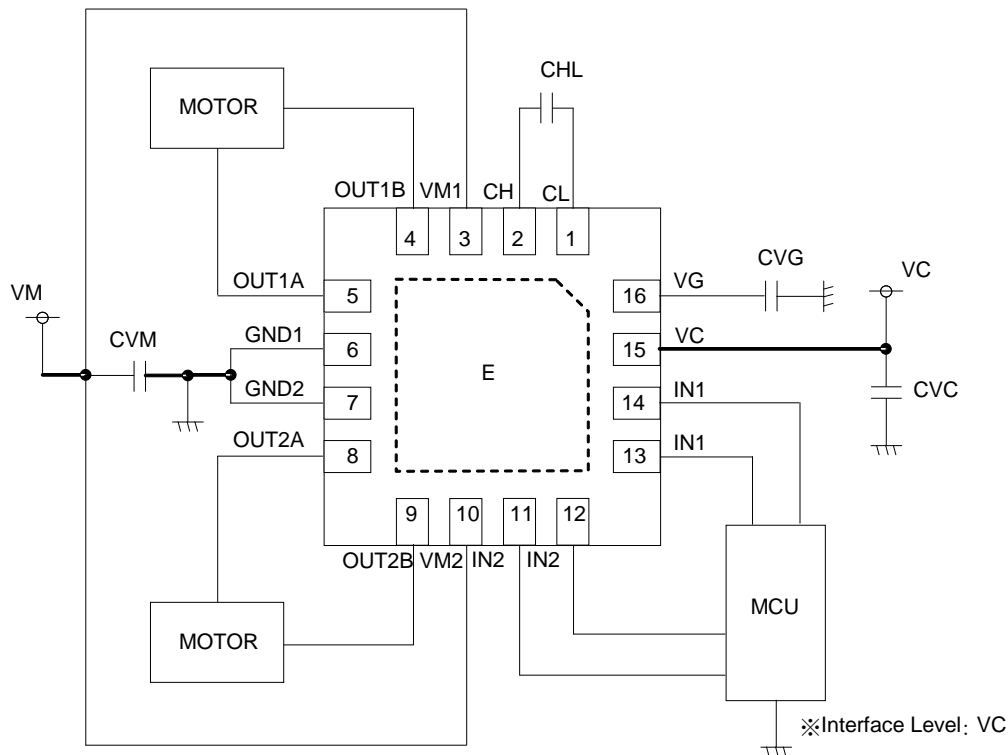 CHL
MOTOR
OUT1B VM1 CH CL
4 3 2 1
OUT1A 5
VG 16
CVG
VC
VM
CVM
GND1 6
VC 15
E
GND2 7
IN1 14
CVC
OUT2A 8
IN1 13
9 10 11 12
OUT2B VM2 IN2 IN2
MOTOR
MCU
※Interface Level: VC